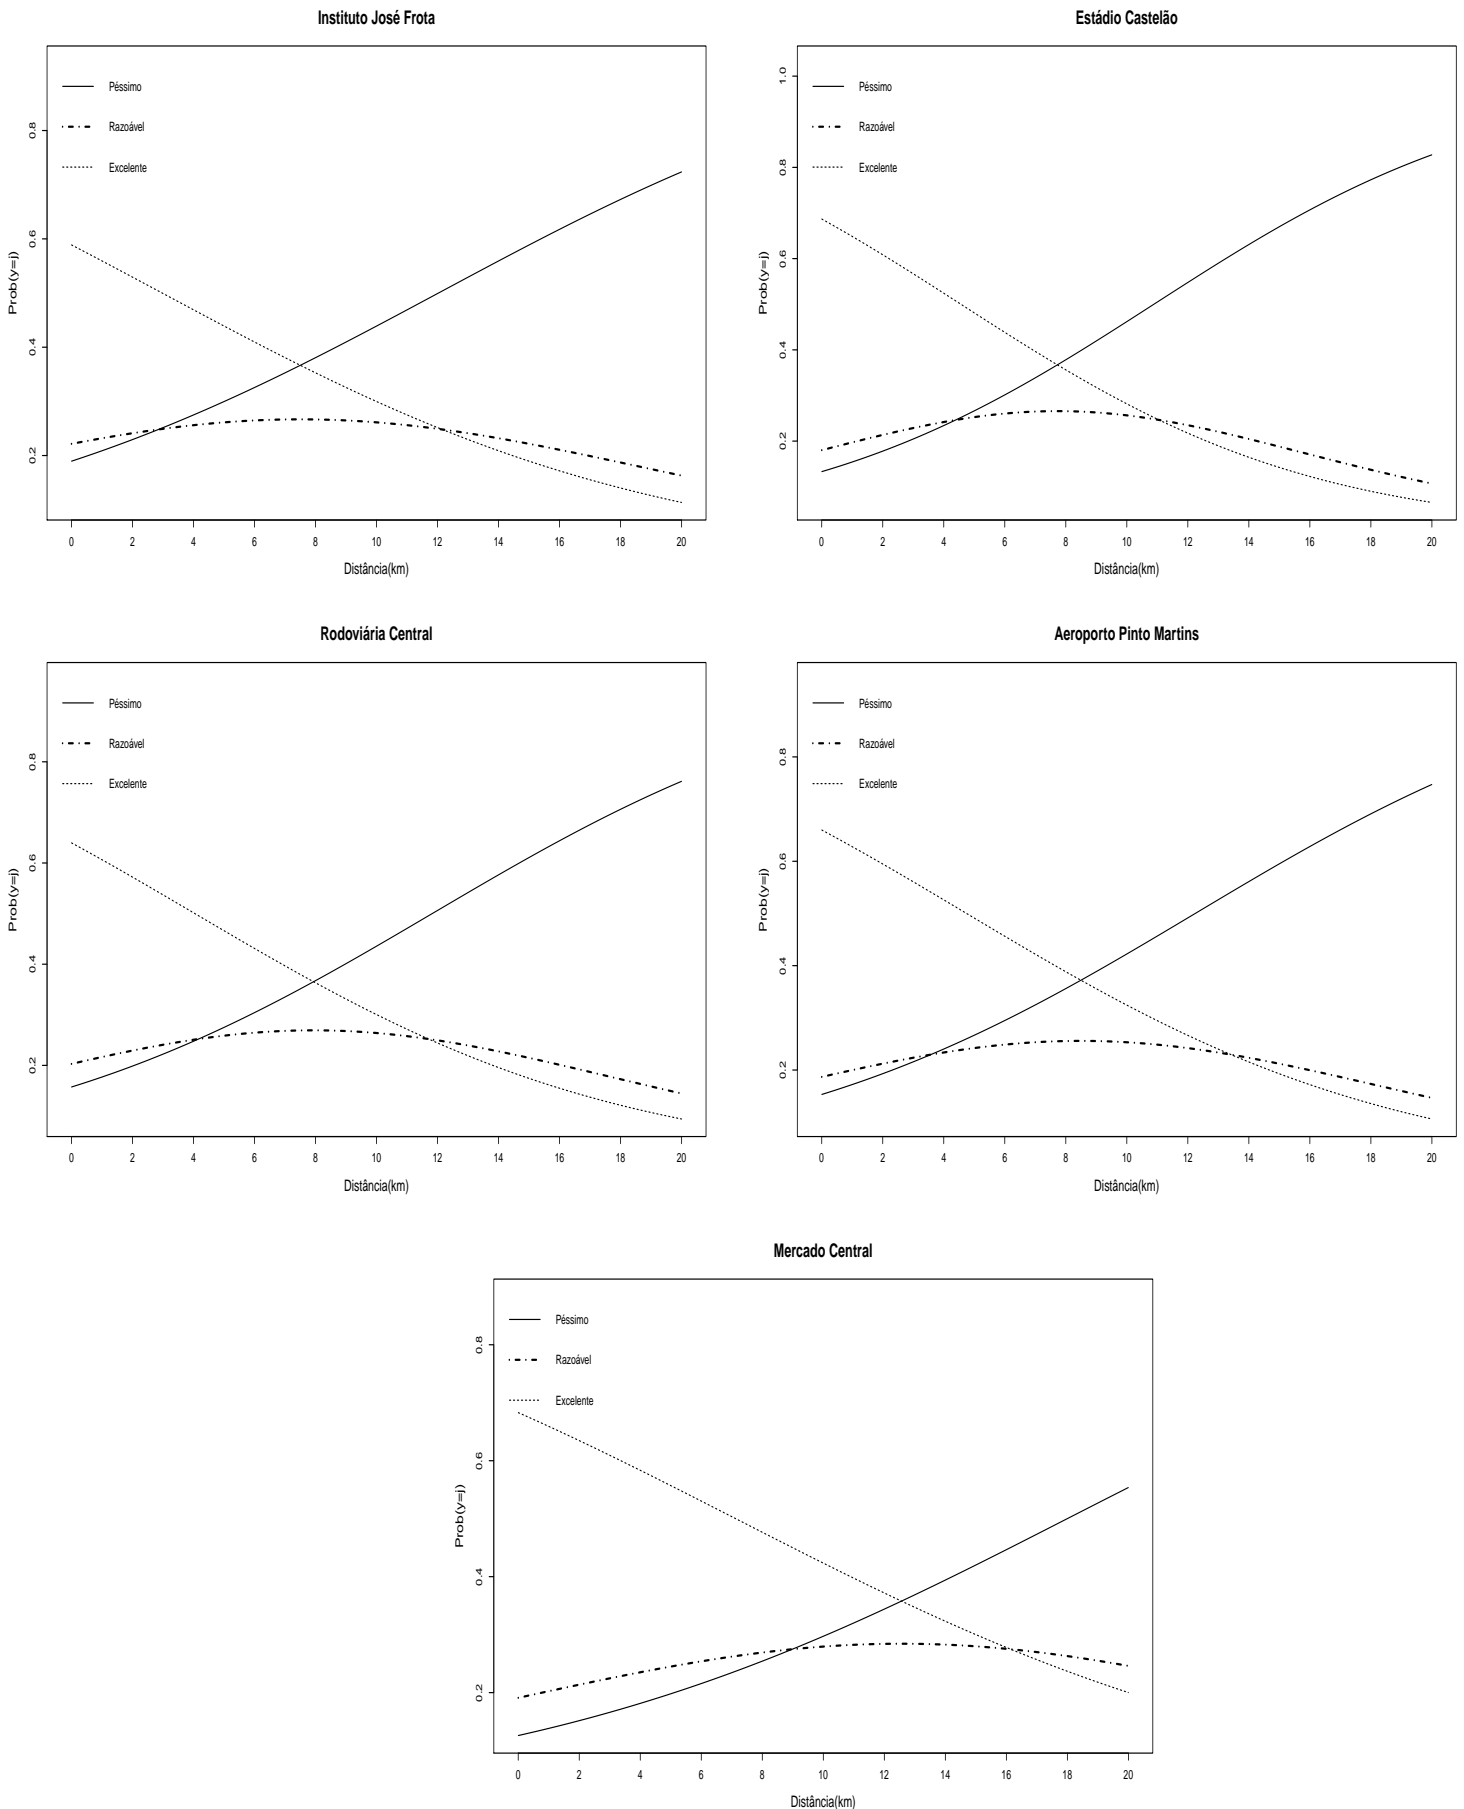 Instituto José Frota
Péssimo
Razoável
Excelente
0.8
0.6
0.4
0.2
Prob(y=j)
0 2 4 6 8 10 12 14 16 18 20
Distância(km)
Estádio Castelão
Péssimo
Razoável
Excelente
1.0
0.8
0.6
0.4
0.2
Prob(y=j)
0 2 4 6 8 10 12 14 16 18 20
Distância(km)
Rodoviária Central
Péssimo
Razoável
Excelente
0.8
0.6
0.4
0.2
Prob(y=j)
0 2 4 6 8 10 12 14 16 18 20
Distância(km)
Aeroporto Pinto Martins
Péssimo
Razoável
Excelente
0.8
0.6
0.4
0.2
Prob(y=j)
0 2 4 6 8 10 12 14 16 18 20
Distância(km)
Mercado Central
Péssimo
Razoável
Excelente
0.8
0.6
0.4
0.2
Prob(y=j)
0 2 4 6 8 10 12 14 16 18 20
Distância(km)